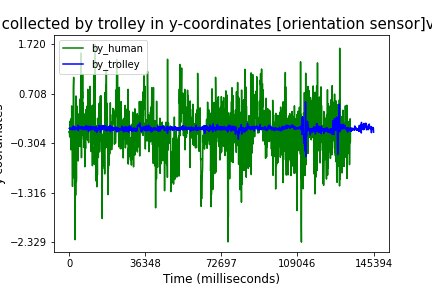 collected by trolley in y-coordinates [orientation sensor]v
1.720
by_human
by_trolley
0.708
−0.304
−1.316
−2.329
y coordinates
0 36348 72697 109046 145394
Time (milliseconds)